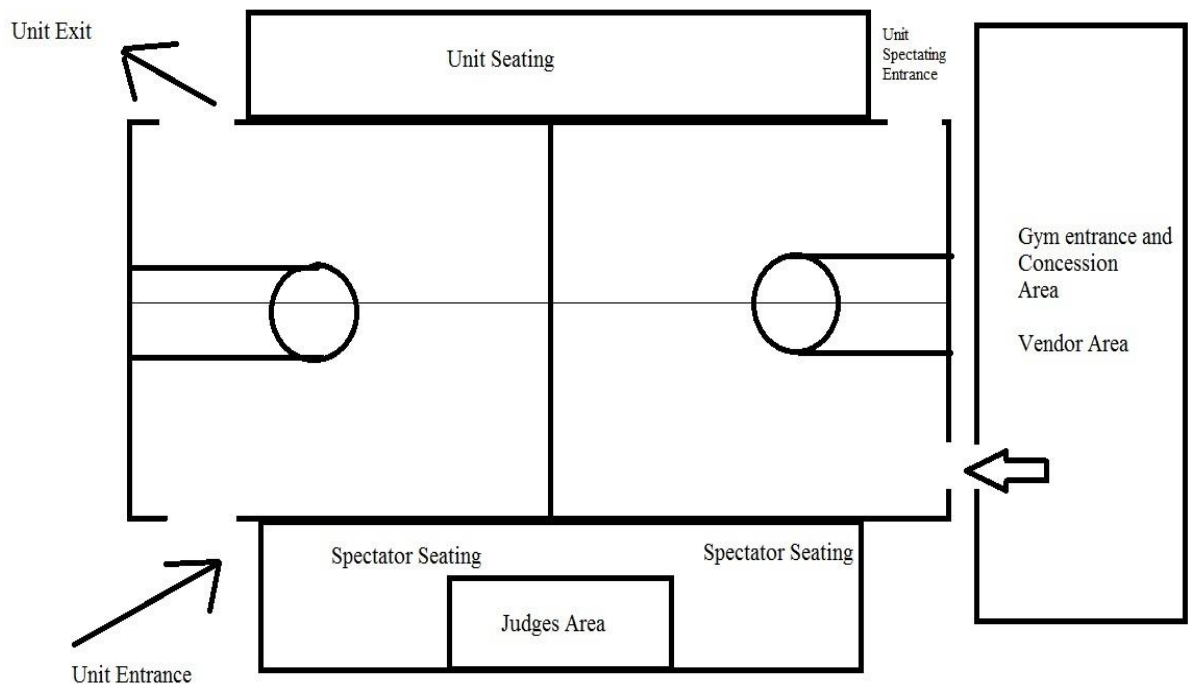 Unit Exit
Unit Seating
Unit
Spectating
Entrance
Gym entrance and
Concession
Area
Vendor Area
Spectator Seating
Spectator Seating
Judges Area
Unit Entrance